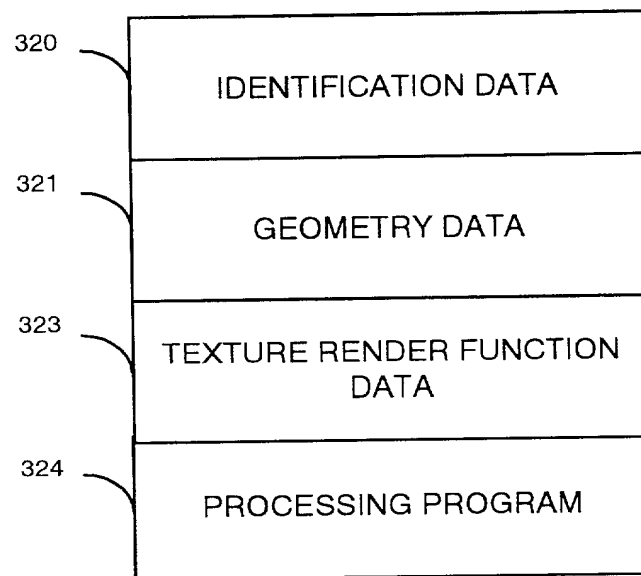 320
IDENTIFICATION DATA
321
GEOMETRY DATA
323
TEXTURE RENDER FUNCTION
DATA
324
PROCESSING PROGRAM